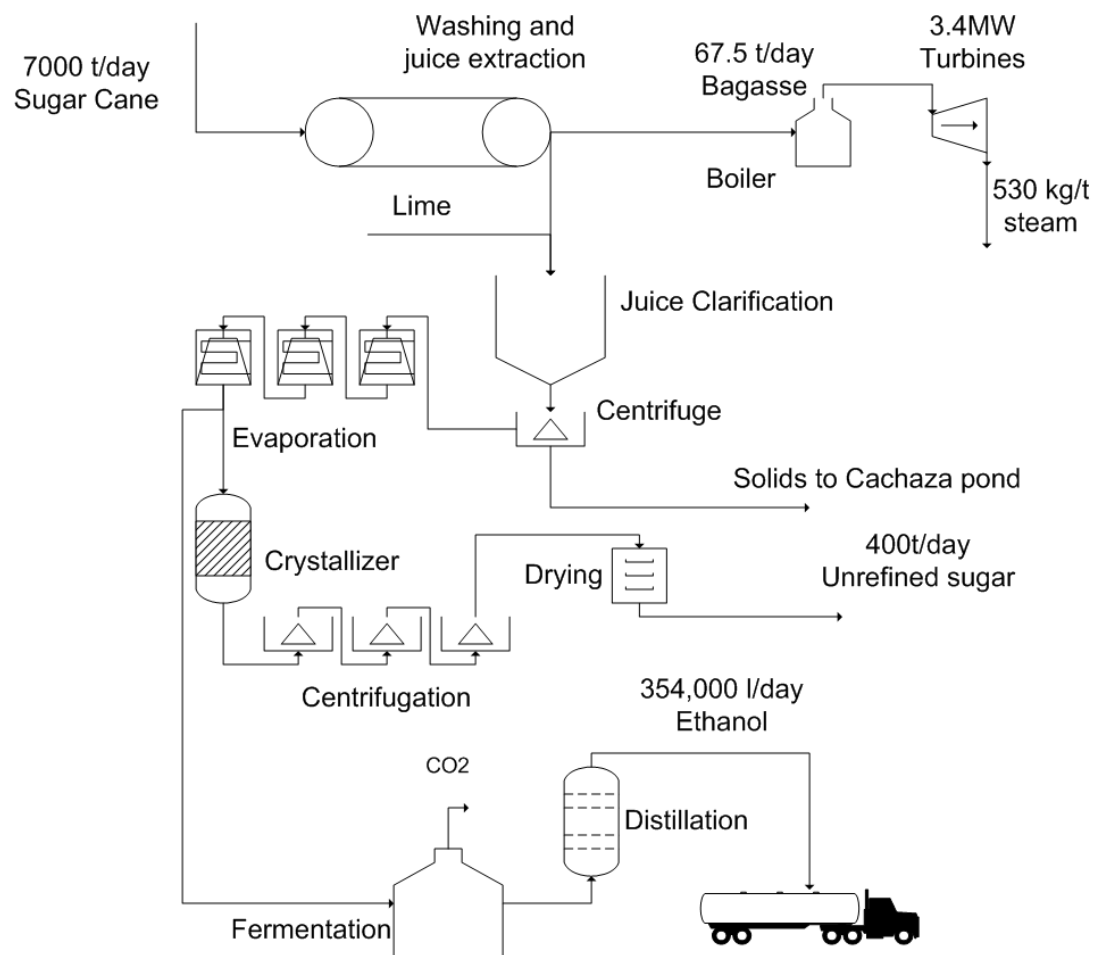 7000 t/day
Sugar Cane
Washing and
juice extraction
67.5 t/day
Bagasse
3.4MW
Turbines
Boiler
530 kg/t
steam
Lime
Juice Clarification
Centrifuge
Evaporation
Solids to Cachaza pond
Crystallizer
Drying
400t/day
Unrefined sugar
Centrifugation
354,000 l/day
Ethanol
CO2
Distillation
Fermentation